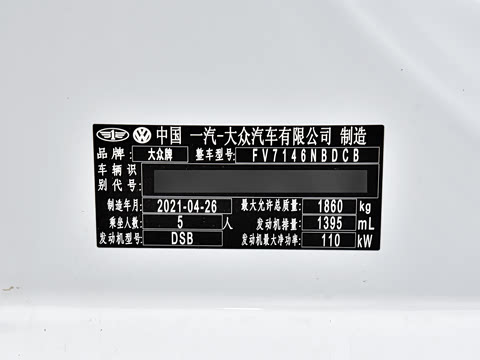 中国 一汽-大众汽车有限公司 制造
品牌: 大众牌 整车型号: FV7146NBDCB
车辆识
别代号:
制造年月: 2021-04-26 最大允许总质量: 1860 kg
乘坐人数: 5 人 发动机排量: 1395 mL
发动机型号: DSB 发动机最大净功率: 110 kW